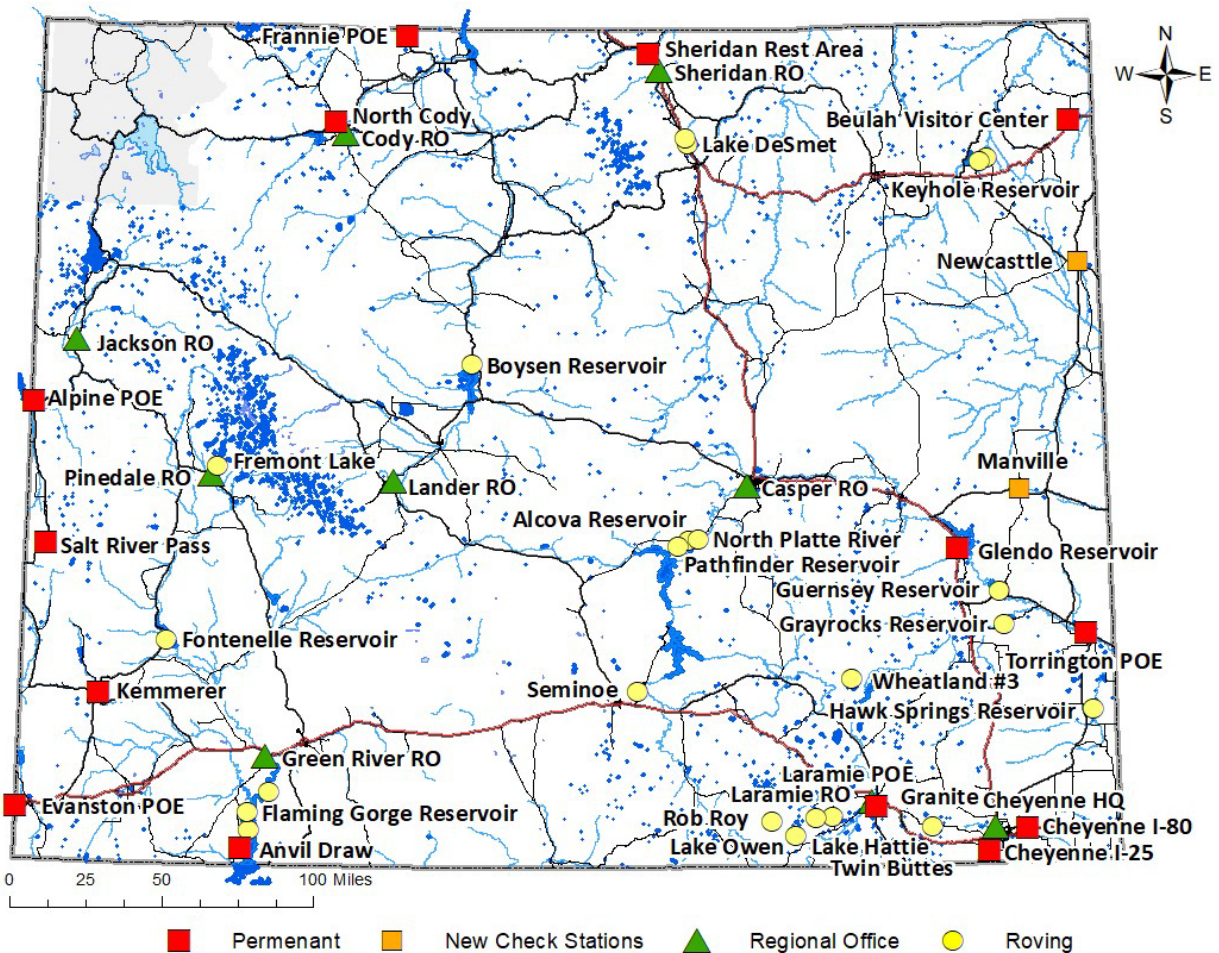 N
W E
S
Frannie POE
Sheridan Rest Area
Sheridan RO
North Cody
Cody RO
Beulah Visitor Center
Lake DeSmet
Keyhole Reservoir
Newcasttle
Jackson RO
Boysen Reservoir
Alpine POE
Fremont Lake
Pinedale RO
Lander RO
Casper RO
Manville
Alcova Reservoir
North Platte River
Salt River Pass
Pathfinder Reservoir
Glendo Reservoir
Guernsey Reservoir
Grayrocks Reservoir
Fontenelle Reservoir
Torrington POE
Kemmerer
Seminoe
Wheatland #3
Hawk Springs Reservoir
Green River RO
Laramie POE
Laramie RO
Granite
Cheyenne HQ
Evanston POE
Flaming Gorge Reservoir
Rob Roy
Cheyenne I-80
Lake Owen
Lake Hattie
Anvil Draw
Cheyenne I-25
Twin Buttes
0 25 50 100 Miles
Permenant
New Check Stations
Regional Office
Roving